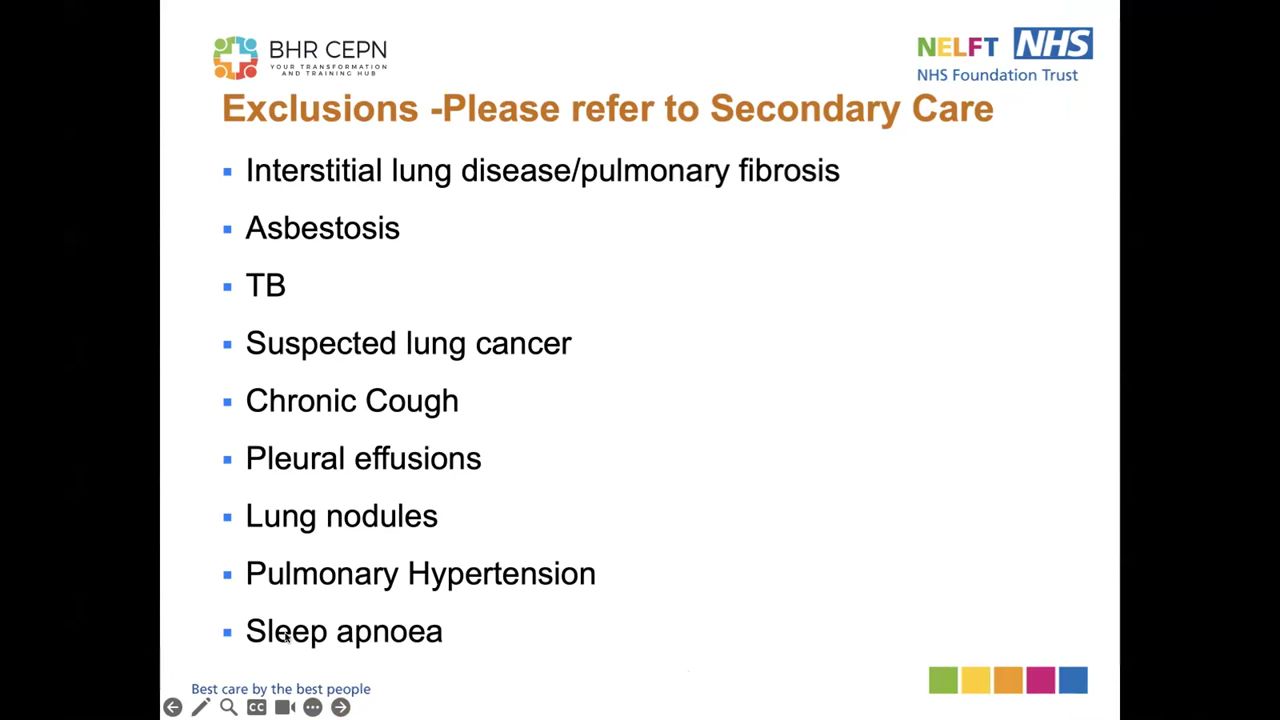 BHR CEPN
YOUR TRANSFORMATION
AND TRAINING HUB
NELFT NHS
NHS Foundation Trust
Exclusions -Please refer to Secondary Care
Interstitial lung disease/pulmonary fibrosis
Asbestosis
TB
Suspected lung cancer
Chronic Cough
Pleural effusions
Lung nodules
Pulmonary Hypertension
Sleep apnoea
Best care by the best people
CC